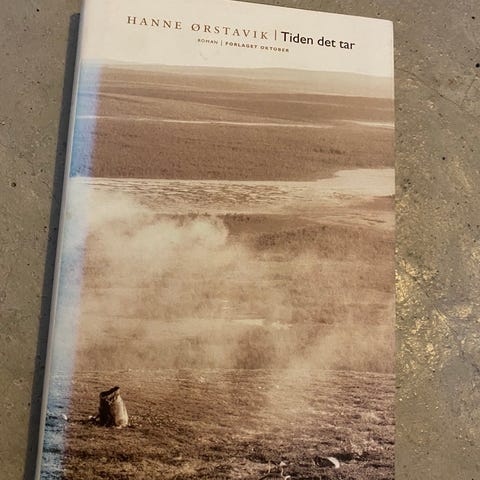 HANNE ØRSTAVIK | Tiden det tar
ROMAN | FORLAGET OKTOBER